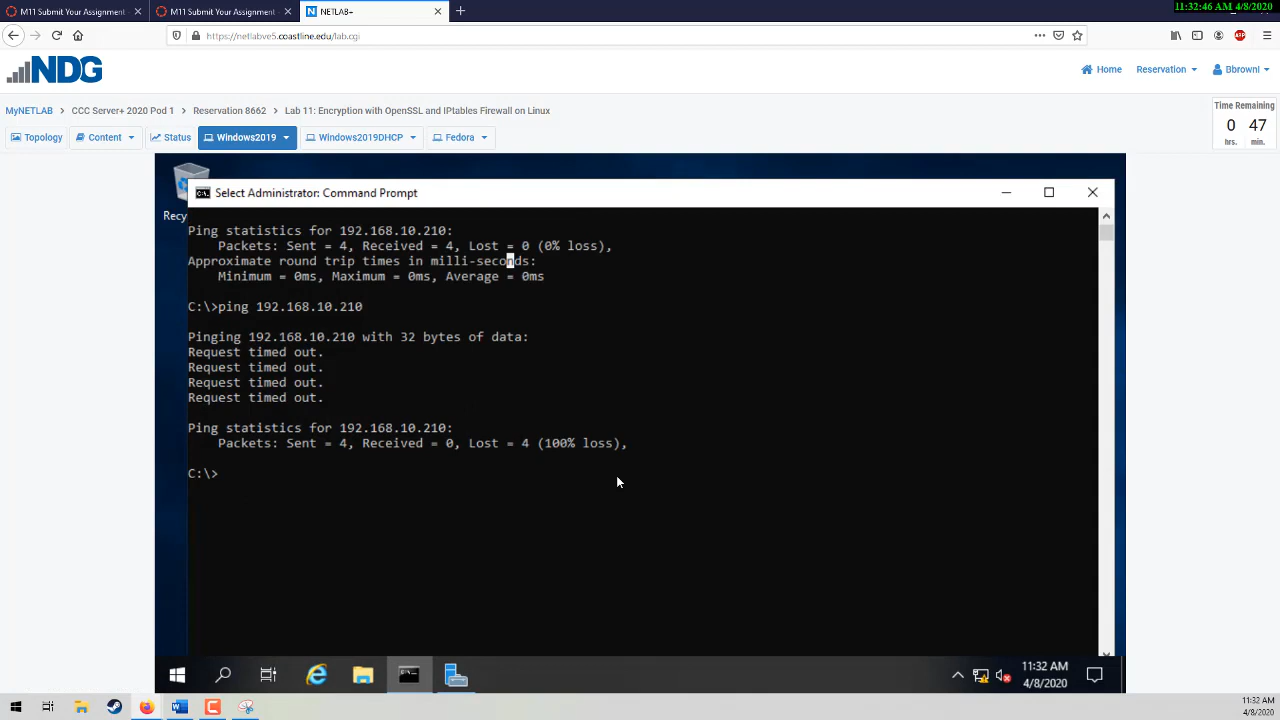 M11 Submit Your Assignment -
M11 Submit Your Assignment -
NETLAB+
11:32:46 AM 4/8/2020
https://netlabve5.coastline.edu/lab.cgi
NDG
Home
Reservation
Bbrownl
MyNETLAB
CCC Server+ 2020 Pod 1
Reservation 8662
Lab 11: Encryption with OpenSSL and IPtables Firewall on Linux
Time Remaining
0 47
hrs. min.
Topology
Content
Status
Windows2019
Windows2019DHCP
Fedora
Recy
Select Administrator: Command Prompt
Ping statistics for 192.168.10.210:
Packets: Sent = 4, Received = 4, Lost = 0 (0% loss),
Approximate round trip times in milli-seconds:
Minimum = 0ms, Maximum = 0ms, Average = 0ms
C:\>ping 192.168.10.210
Pinging 192.168.10.210 with 32 bytes of data:
Request timed out.
Request timed out.
Request timed out.
Request timed out.
Ping statistics for 192.168.10.210:
Packets: Sent = 4, Received = 0, Lost = 4 (100% loss),
C:\>
11:32 AM
4/8/2020
11:32 AM
4/8/2020